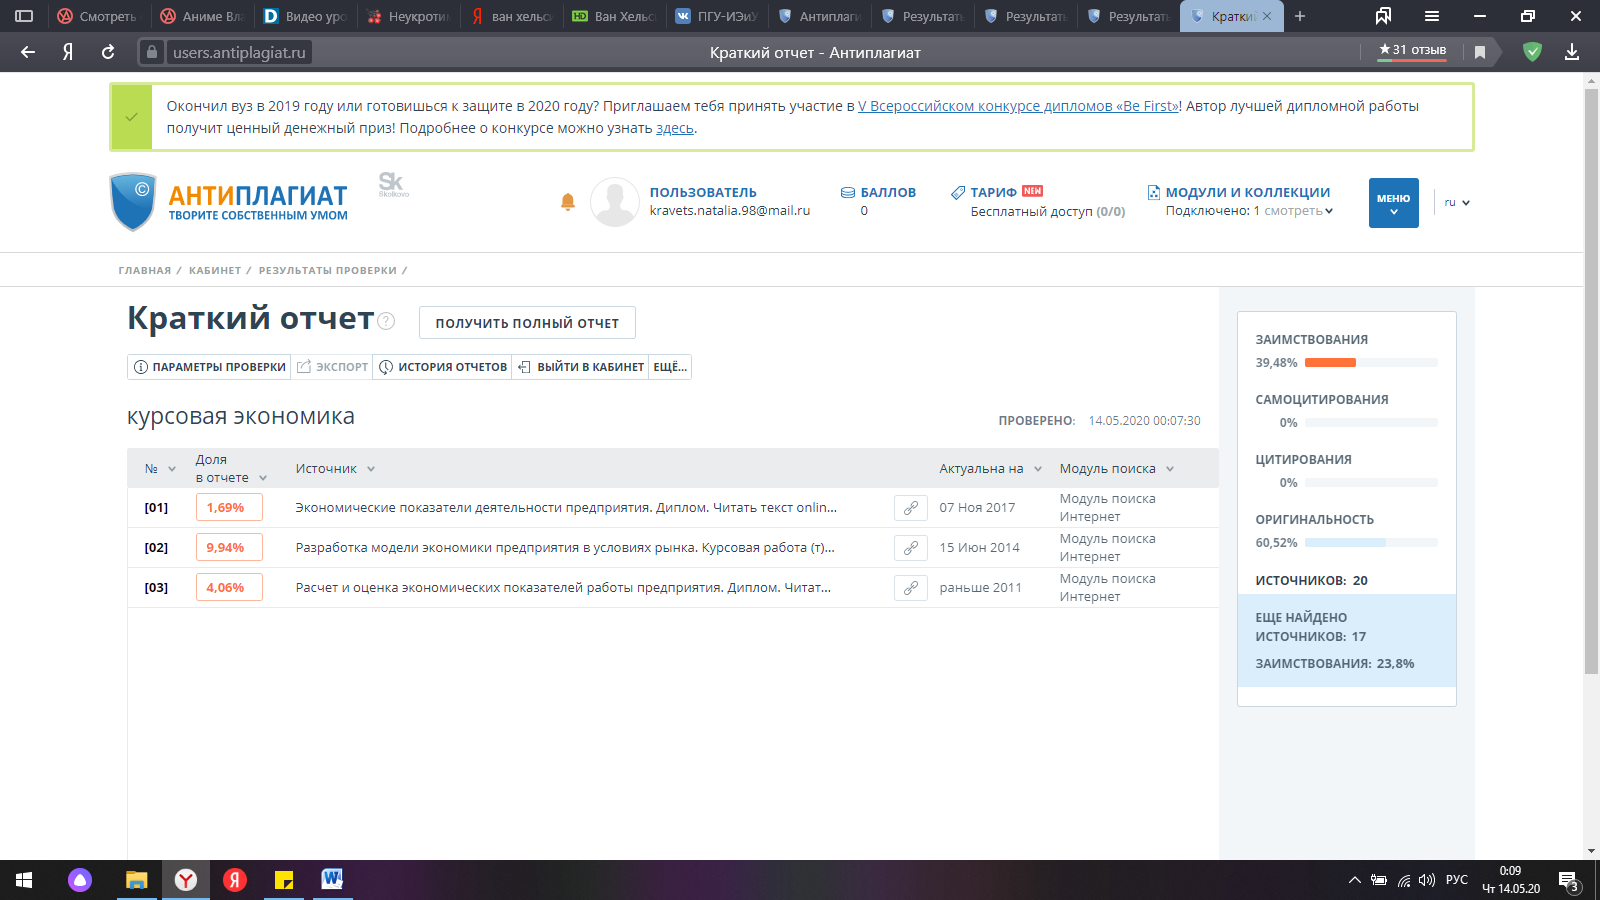 Смотреть
Аниме Вла
Видео уро
Неукротим
ван хельс
Ван Хельс
ПГУ-ИЭиУ
Антиплаги
Результать
Результать
Результать
Краткий
users.antiplagiat.ru
Краткий отчет - Антиплагиат
★31 отзыв
Окончил вуз в 2019 году или готовишься к защите в 2020 году? Приглашаем тебя принять участие в V Всероссийском конкурсе дипломов «Be First»! Автор лучшей дипломной работы
получит ценный денежный приз! Подробнее о конкурсе можно узнать здесь.
АНТИПЛАГИАТ
ТВОРИТЕ СОБСТВЕННЫМ УМОМ
Sk
Skolkovo
ПОЛЬЗОВАТЕЛЬ
kravets.natalia.98@mail.ru
БАЛЛОВ
0
ТАРИФ NEW
Бесплатный доступ (0/0)
МОДУЛИ И КОЛЛЕКЦИИ
Подключено: 1 смотреть
МЕНЮ
ru
ГЛАВНАЯ / КАБИНЕТ / РЕЗУЛЬТАТЫ ПРОВЕРКИ /
Краткий отчет ?
ПОЛУЧИТЬ ПОЛНЫЙ ОТЧЕТ
ПАРАМЕТРЫ ПРОВЕРКИ
ЭКСПОРТ
ИСТОРИЯ ОТЧЕТОВ
ВЫЙТИ В КАБИНЕТ
ЕЩЁ...
курсовая экономика
ПРОВЕРЕНО: 14.05.2020 00:07:30
№
Доля
в отчете
Источник
Актуальна на
Модуль поиска
[01] 1,69% Экономические показатели деятельности предприятия. Диплом. Читать текст onlin... 07 Ноя 2017
Модуль поиска
Интернет
[02] 9,94% Разработка модели экономики предприятия в условиях рынка. Курсовая работа (т)... 15 Июн 2014
Модуль поиска
Интернет
[03] 4,06% Расчет и оценка экономических показателей работы предприятия. Диплом. Читат... раньше 2011
Модуль поиска
Интернет
ЗАИМСТВОВАНИЯ
39,48%
САМОЦИТИРОВАНИЯ
0%
ЦИТИРОВАНИЯ
0%
ОРИГИНАЛЬНОСТЬ
60,52%
ИСТОЧНИКОВ: 20
ЕЩЕ НАЙДЕНО
ИСТОЧНИКОВ: 17
ЗАИМСТВОВАНИЯ: 23,8%
РУС
0:09
Чт 14.05.20
3